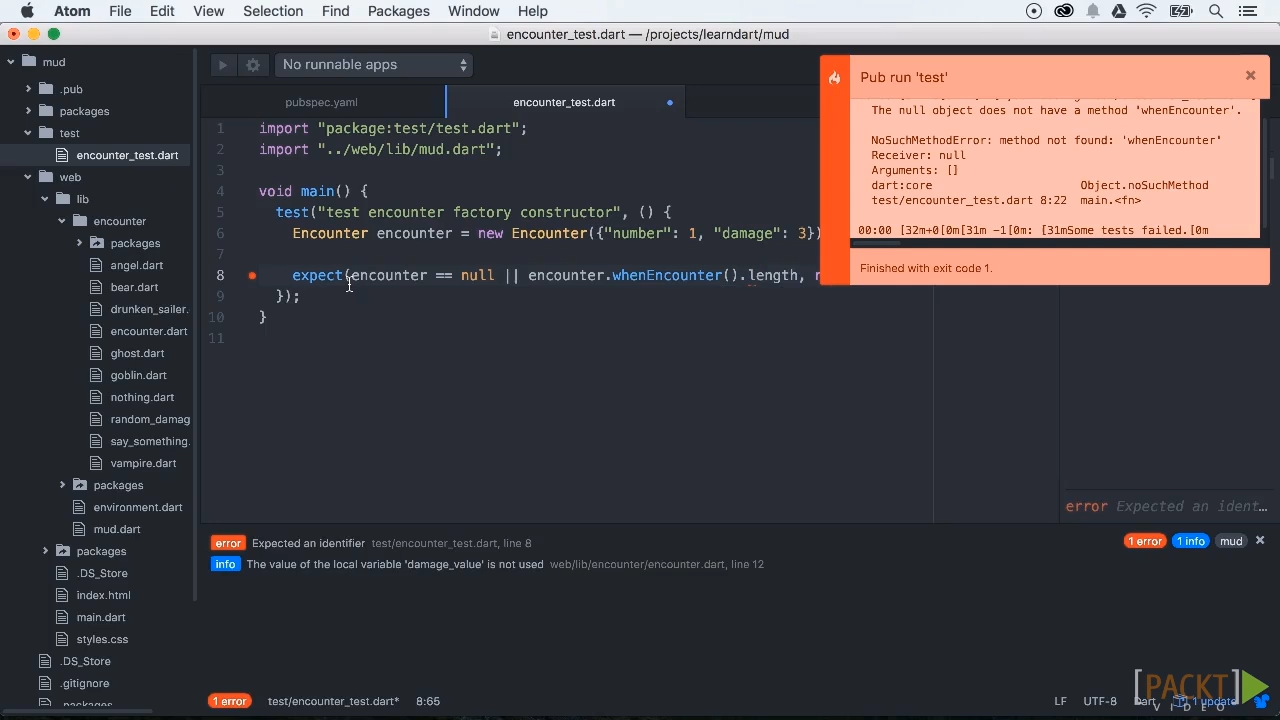 Atom File Edit View Selection Find Packages Window Help
encounter_test.dart — /projects/learndart/mud
mud
.pub
packages
test
encounter_test.dart
web
lib
encounter
packages
angel.dart
bear.dart
drunken_sailer.
encounter.dart
ghost.dart
goblin.dart
nothing.dart
random_damag
say_something.
vampire.dart
packages
environment.dart
mud.dart
packages
.DS_Store
index.html
main.dart
styles.css
.DS_Store
.gitignore
.packages
No runnable apps
pubspec.yaml
encounter_test.dart
1 import "package:test/test.dart";
2 import "../web/lib/mud.dart";
3
4 void main() {
5 test("test encounter factory constructor", () {
6 Encounter encounter = new Encounter({"number": 1, "damage": 3})
7
8 expect(encounter == null || encounter.whenEncounter().length,
9 });
10 }
11
Pub run 'test'
The null object does not have a method 'whenEncounter'.
NoSuchMethodError: method not found: 'whenEncounter'
Receiver: null
Arguments: []
dart:core Object.noSuchMethod
test/encounter_test.dart 8:22 main.<fn>
00:00 [32m+0[0m[31m -1[0m: [31mSome tests failed.[0m
Finished with exit code 1.
error Expected an ident...
error Expected an identifier test/encounter_test.dart, line 8
info The value of the local variable 'damage_value' is not used web/lib/encounter/encounter.dart, line 12
1 error 1 info mud
1 error test/encounter_test.dart* 8:65
LF UTF-8 Dart 1 update
[PACKT]
VIDEO